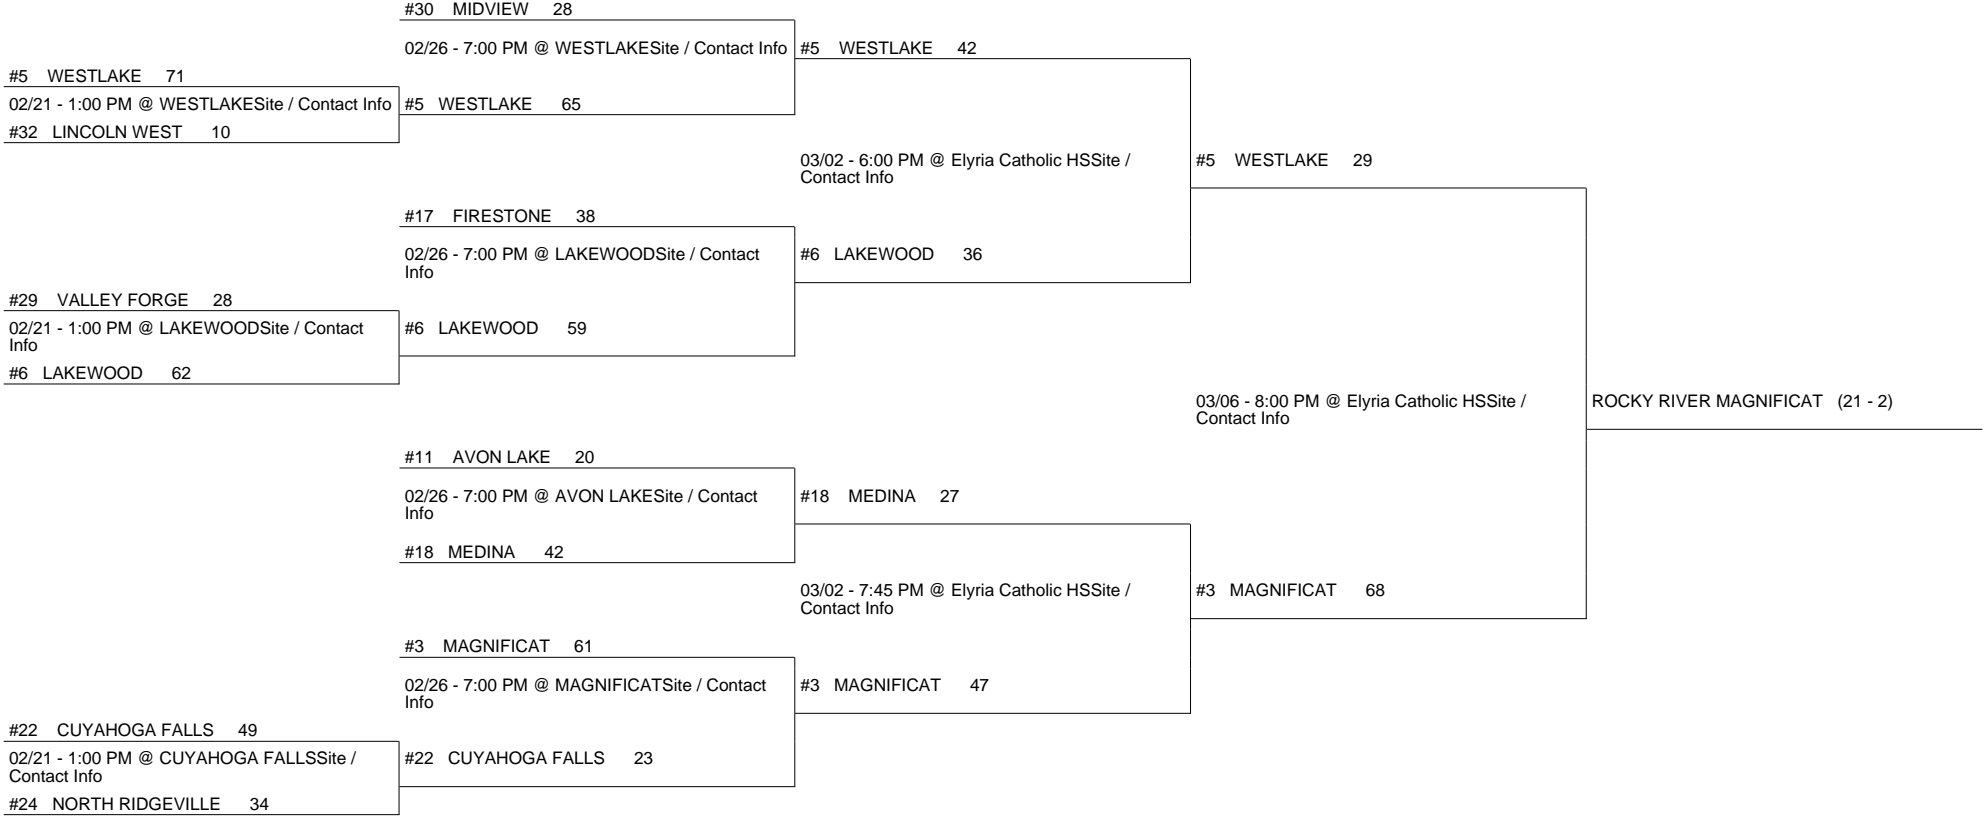 #30 MIDVIEW 28
02/26 - 7:00 PM @ WESTLAKESite / Contact Info
#5 WESTLAKE 42
#5 WESTLAKE 71
02/21 - 1:00 PM @ WESTLAKESite / Contact Info
#5 WESTLAKE 65
#32 LINCOLN WEST 10
03/02 - 6:00 PM @ Elyria Catholic HSSite /
Contact Info
#5 WESTLAKE 29
#17 FIRESTONE 38
02/26 - 7:00 PM @ LAKEWOODSite / Contact
Info
#6 LAKEWOOD 36
#29 VALLEY FORGE 28
02/21 - 1:00 PM @ LAKEWOODSite / Contact
Info
#6 LAKEWOOD 59
#6 LAKEWOOD 62
03/06 - 8:00 PM @ Elyria Catholic HSSite /
Contact Info
ROCKY RIVER MAGNIFICAT (21 - 2)
#11 AVON LAKE 20
02/26 - 7:00 PM @ AVON LAKESite / Contact
Info
#18 MEDINA 27
#18 MEDINA 42
03/02 - 7:45 PM @ Elyria Catholic HSSite /
Contact Info
#3 MAGNIFICAT 68
#3 MAGNIFICAT 61
02/26 - 7:00 PM @ MAGNIFICATSite / Contact
Info
#3 MAGNIFICAT 47
#22 CUYAHOGA FALLS 49
02/21 - 1:00 PM @ CUYAHOGA FALLSSite /
Contact Info
#22 CUYAHOGA FALLS 23
#24 NORTH RIDGEVILLE 34